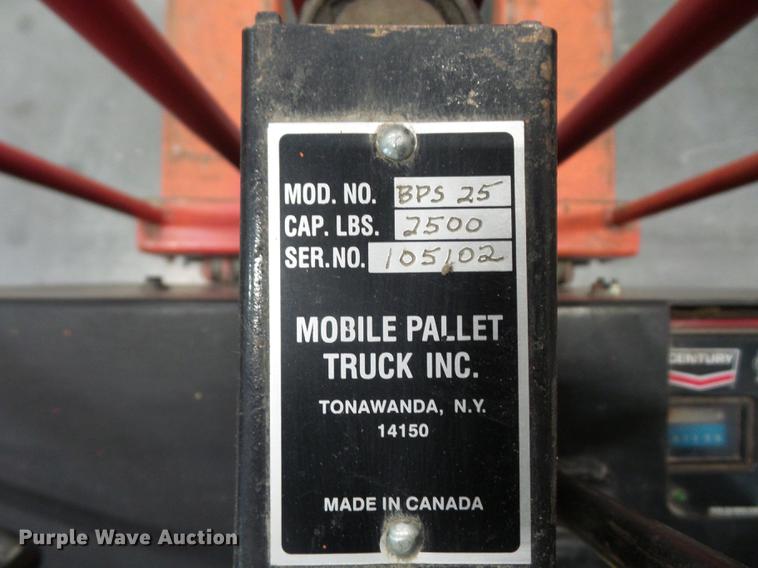 MOD. NO. BPS 25
CAP. LBS. 2500
SER. NO. 105102
MOBILE PALLET
TRUCK INC.
TONAWANDA, N.Y.
14150
MADE IN CANADA
CENTURY
Purple Wave Auction